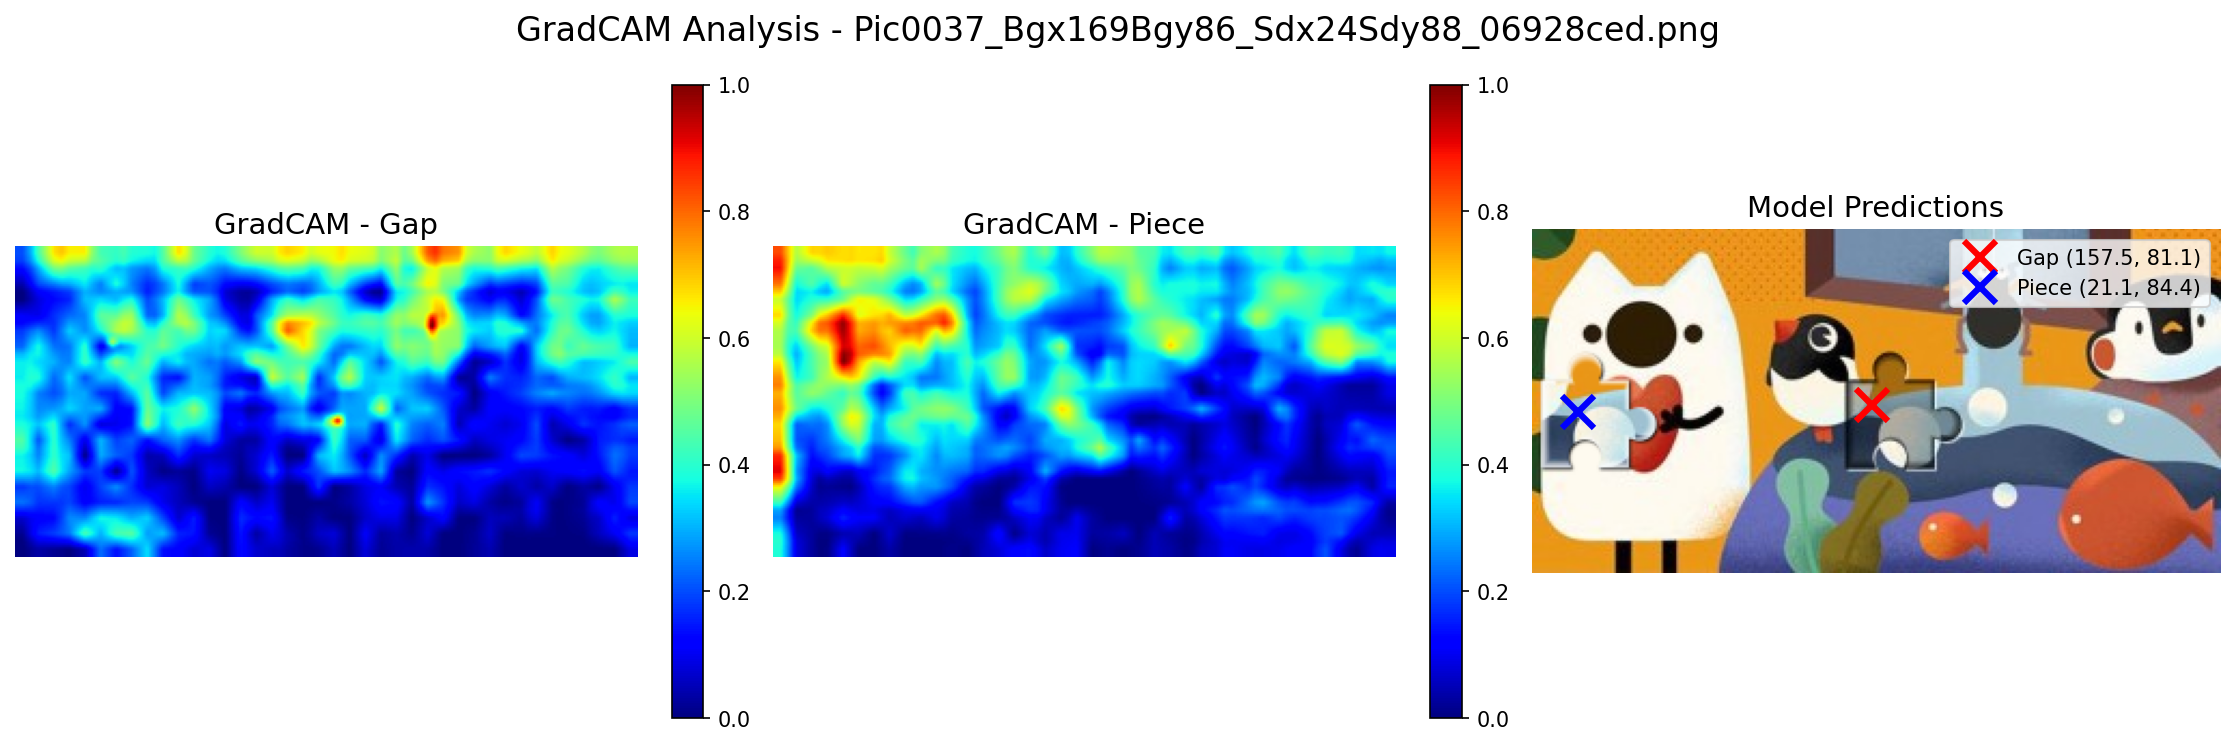 GradCAM Analysis - Pic0037_Bgx169Bgy86_Sdx24Sdy88_06928ced.png
GradCAM - Gap
1.0
0.8
0.6
0.4
0.2
0.0
GradCAM - Piece
1.0
0.8
0.6
0.4
0.2
0.0
Model Predictions
Gap (157.5, 81.1)
Piece (21.1, 84.4)